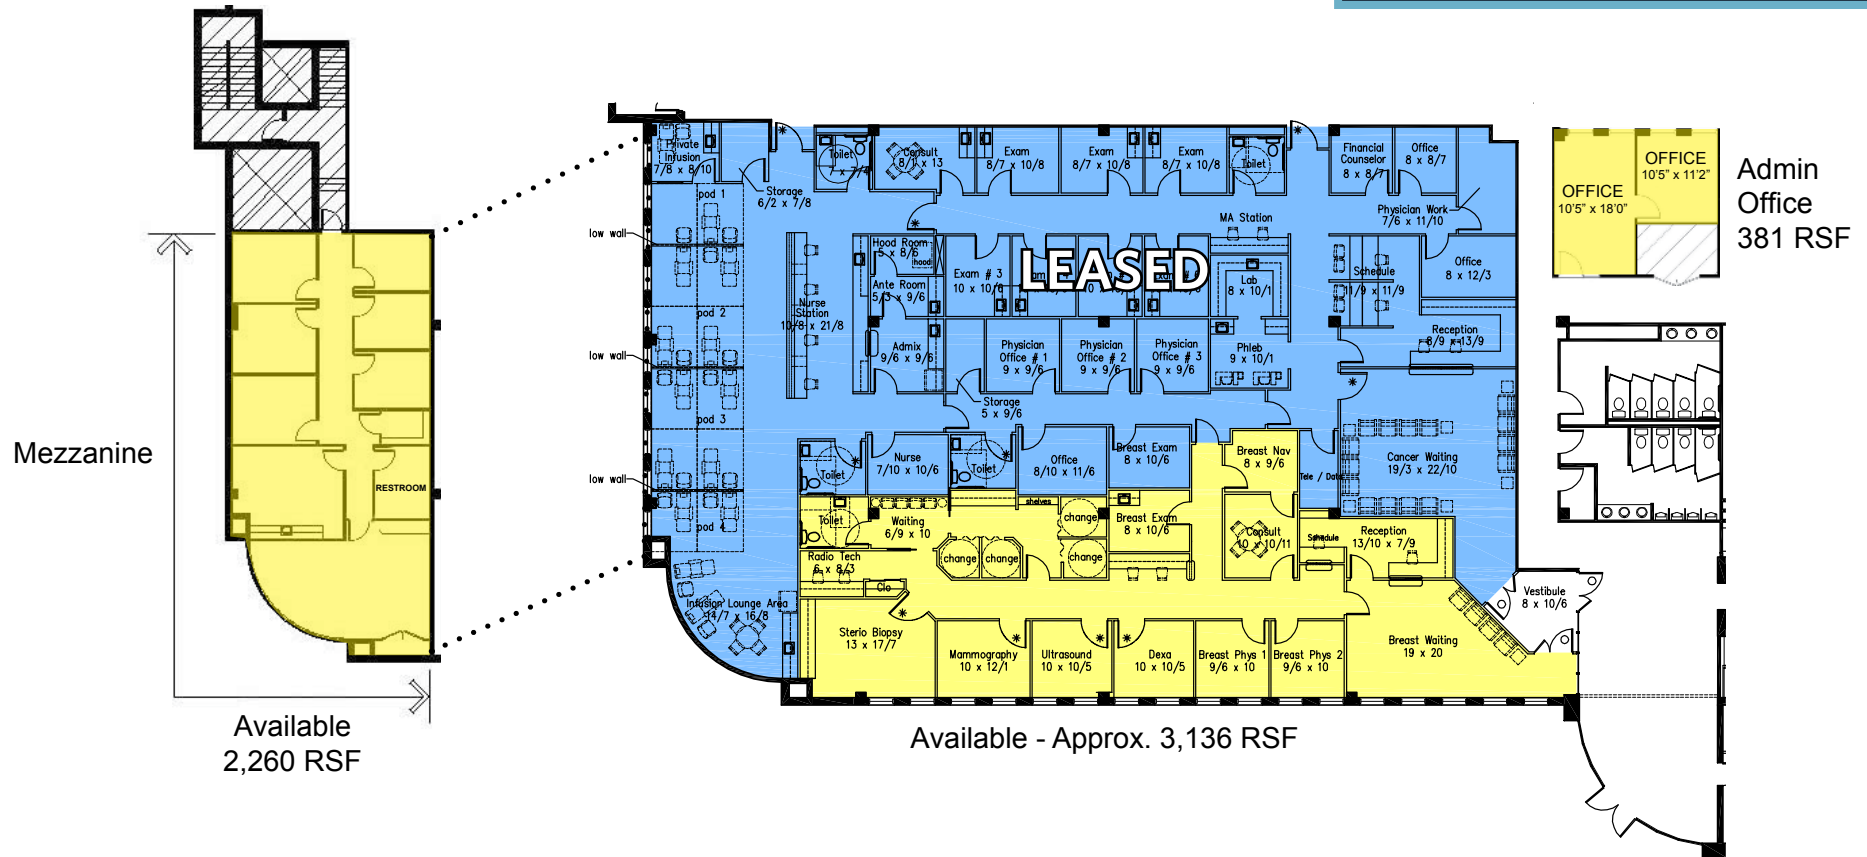 Mezzanine
RESTROOM
Available
2,260 RSF
Private
Infusion
7/8 x 8/10
Storage
6/2 x 7/8
Toilet
7 x 7/4
Consult
8/1 x 13
Exam
8/7 x 10/8
Exam
8/7 x 10/8
Exam
8/7 x 10/8
Toilet
Financial
Counselor
8 x 8/7
Office
8 x 8/7
Physician Work
7/6 x 11/10
MA Station
pod 1
low wall
pod 2
low wall
pod 3
low wall
pod 4
Nurse
Station
10/8 x 21/8
Hood Room
5 x 8/6
hood
Ante Room
5/3 x 9/6
Exam # 3
10 x 10/6
LEASED
Lab
8 x 10/1
Schedule
11/9 x 11/9
Office
8 x 12/3
Reception
8/9 x 13/9
Admix
9/6 x 9/6
Physician
Office # 1
9 x 9/6
Physician
Office # 2
9 x 9/6
Physician
Office # 3
9 x 9/6
Phleb
9 x 10/1
Storage
5 x 9/6
Toilet
Nurse
7/10 x 10/6
Toilet
Office
8/10 x 11/6
Breast Exam
8 x 10/6
Breast Nav
8 x 9/6
Tele / Data
Cancer Waiting
19/3 x 22/10
Toilet
Waiting
6/9 x 10
shelves
change
change
change
change
Breast Exam
8 x 10/6
Consult
10 x 10/11
Schedule
Reception
13/10 x 7/9
Radio Tech
6 x 8/3
Clo
Infusion Lounge Area
14/7 x 16/8
Sterio Biopsy
13 x 17/7
Mammography
10 x 12/1
Ultrasound
10 x 10/5
Dexa
10 x 10/5
Breast Phys 1
9/6 x 10
Breast Phys 2
9/6 x 10
Breast Waiting
19 x 20
Vestibule
8 x 10/6
Available - Approx. 3,136 RSF
OFFICE
10'5" x 18'0"
OFFICE
10'5" x 11'2"
Admin
Office
381 RSF